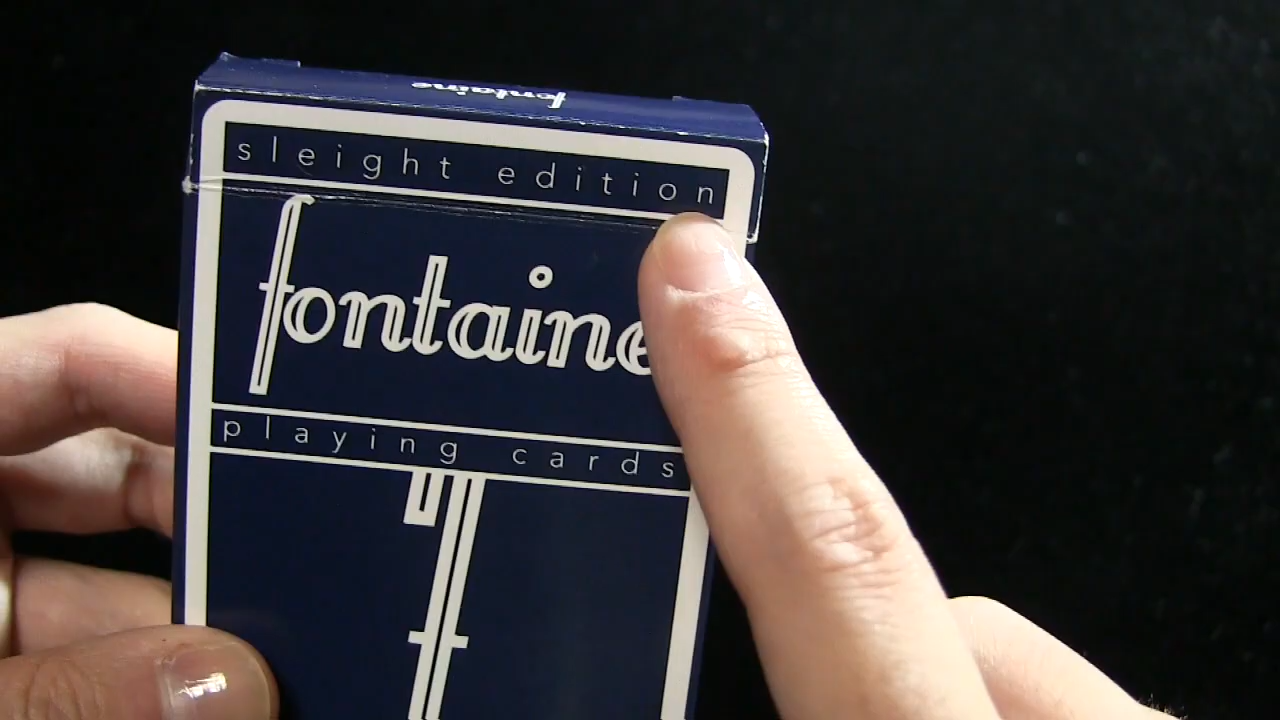 fontaine
sleight edition
fontaine
playing cards
f